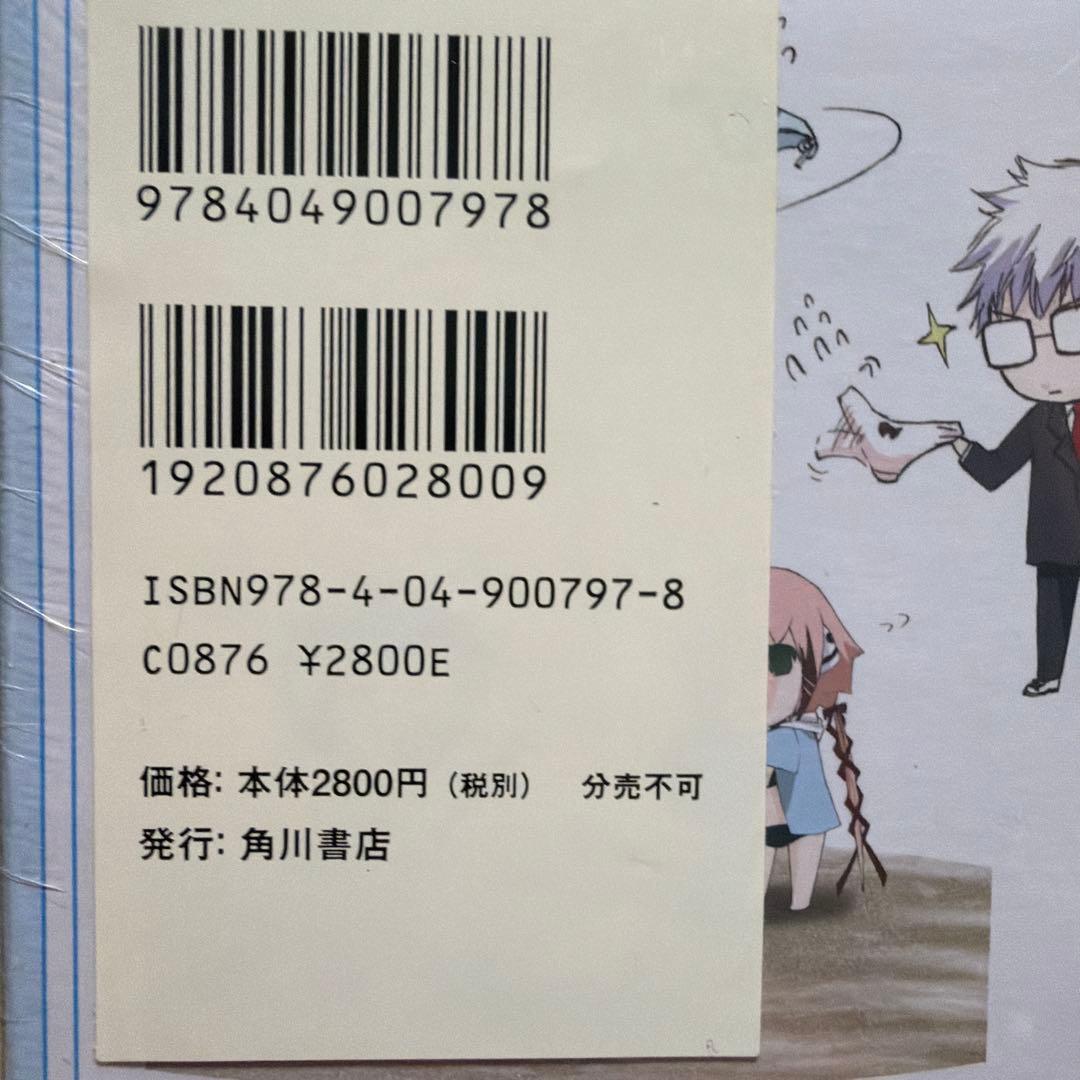 9784049007978
1920876028009
ISBN978-4-04-900797-8
C0876 ¥2800E
価格: 本体2800円（税別） 分売不可
発行: 角川書店